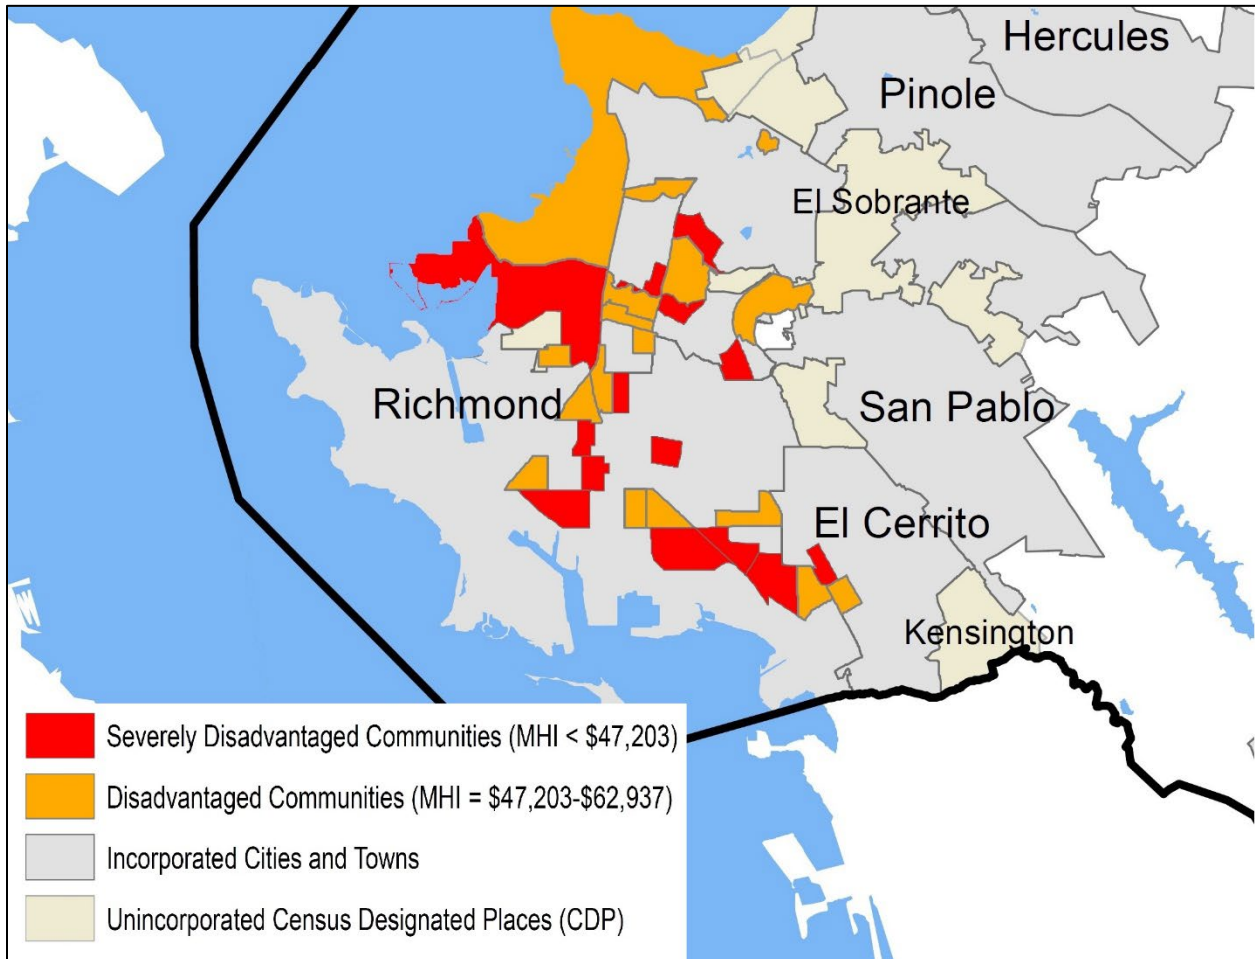 Hercules
Pinole
El Sobrante
Richmond
San Pablo
El Cerrito
Kensington
Severely Disadvantaged Communities (MHI < $47,203)
Disadvantaged Communities (MHI = $47,203-$62,937)
Incorporated Cities and Towns
Unincorporated Census Designated Places (CDP)